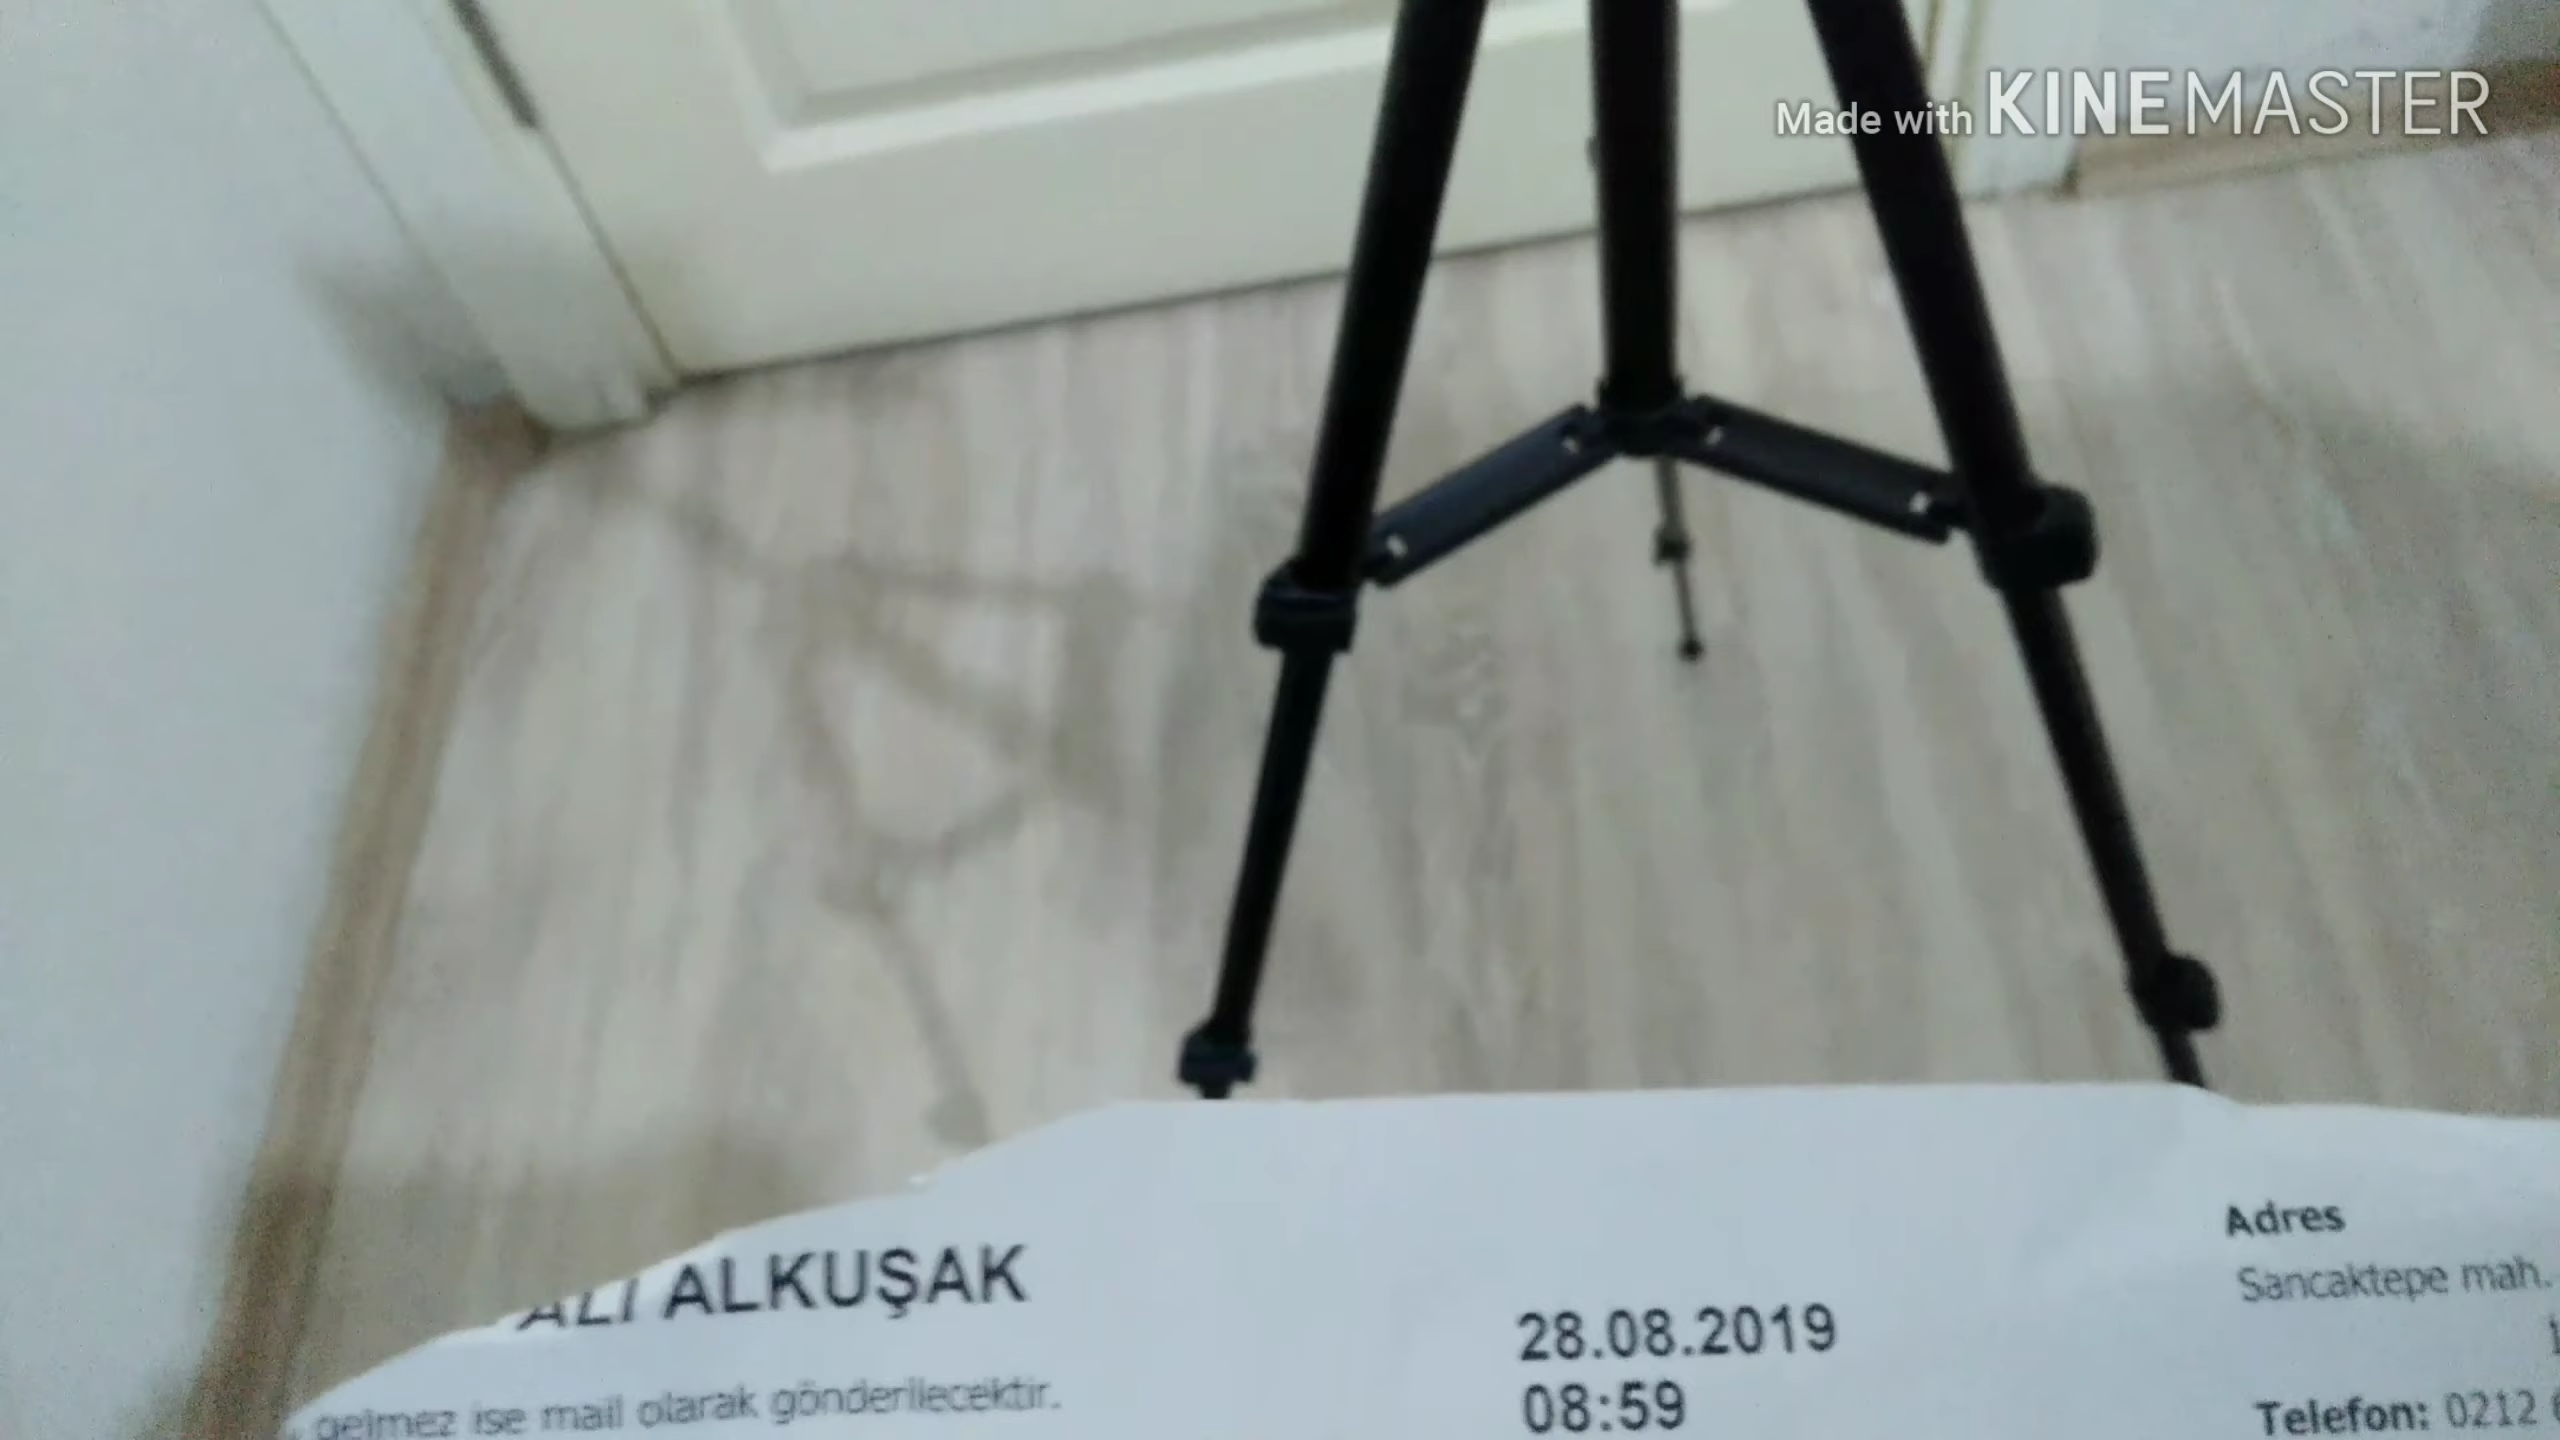 Made with KINEMASTER
ALİ ALKUŞAK
gelmez ise mail olarak gönderilecektir.
28.08.2019
08:59
Adres
Sancaktepe mah.
Telefon: 0212